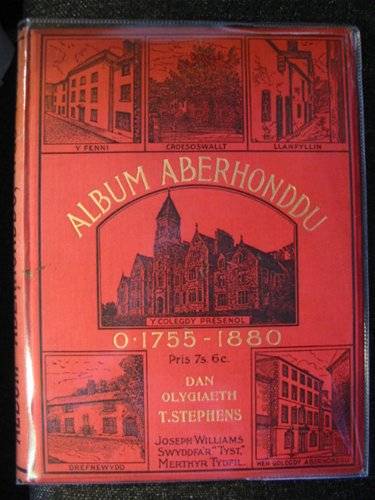 Y FENNI
CROESOSWALLT
LLANFYLLIN
ALBUM ABERHONDDU
Y COLEGDY PRESENOL
O·1755-1880
Pris 7s. 6c.
DAN
OLYGIAETH
T. STEPHENS
JOSEPH WILLIAMS
SWYDDFA'R "TYST,"
MERTHYR TYDFIL.
DREFNEWYDD
HEN GOLEGDY ABERHONDDU